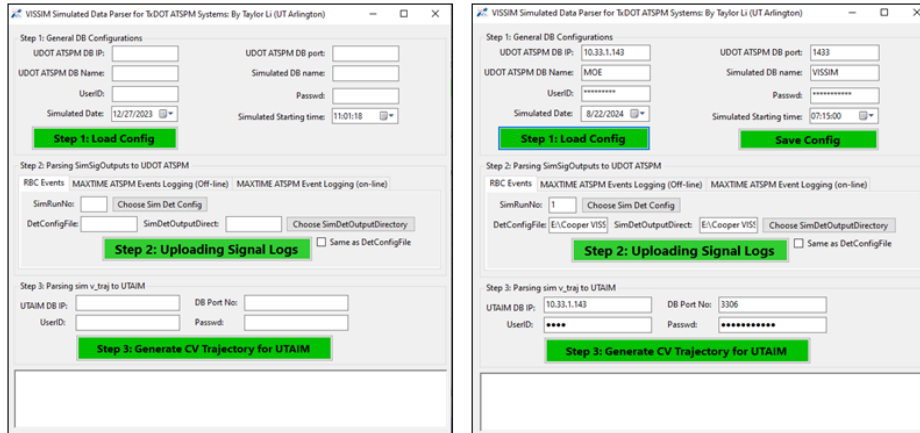 VISSIM Simulated Data Parser for TxDOT ATSPM Systems: By Taylor Li (UT Arlington)
Step 1: General DB Configurations
UDOT ATSPM DB IP:
UDOT ATSPM DB port:
UDOT ATSPM DB Name:
Simulated DB name:
UserID:
Passwd:
Simulated Date: 12/27/2023
Simulated Starting time: 11:01:18
Step 1: Load Config
Step 2: Parsing SimSigOutputs to UDOT ATSPM
RBC Events MAXTIME ATSPM Events Logging (Off-line) MAXTIME ATSPM Event Logging (on-line)
SimRunNo: Choose Sim Det Config
DetConfigFile: SimDetOutputDirect: Choose SimDetOutputDirectory
Step 2: Uploading Signal Logs Same as DetConfigFile
Step 3: Parsing sim v_traj to UTAIM
UTAIM DB IP: DB Port No:
UserID: Passwd:
Step 3: Generate CV Trajectory for UTAIM
VISSIM Simulated Data Parser for TxDOT ATSPM Systems: By Taylor Li (UT Arlington)
Step 1: General DB Configurations
UDOT ATSPM DB IP: 10.33.1.143
UDOT ATSPM DB port: 1433
UDOT ATSPM DB Name: MOE
Simulated DB name: VISSIM
UserID: *********
Passwd: ***********
Simulated Date: 8/22/2024
Simulated Starting time: 07:15:00
Step 1: Load Config Save Config
Step 2: Parsing SimSigOutputs to UDOT ATSPM
RBC Events MAXTIME ATSPM Events Logging (Off-line) MAXTIME ATSPM Event Logging (on-line)
SimRunNo: 1 Choose Sim Det Config
DetConfigFile: E:\Cooper VISS SimDetOutputDirect: E:\Cooper VISS Choose SimDetOutputDirectory
Step 2: Uploading Signal Logs Same as DetConfigFile
Step 3: Parsing sim v_traj to UTAIM
UTAIM DB IP: 10.33.1.143 DB Port No: 3306
UserID: ●●●● Passwd: ●●●●●●●●●●●
Step 3: Generate CV Trajectory for UTAIM